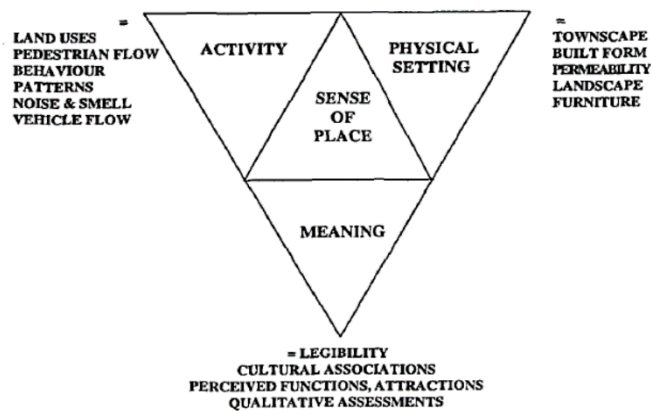 =
LAND USES
PEDESTRIAN FLOW
BEHAVIOUR
PATTERNS
NOISE & SMELL
VEHICLE FLOW
ACTIVITY
PHYSICAL
SETTING
SENSE
OF
PLACE
=
TOWNSCAPE
BUILT FORM
PERMEABILITY
LANDSCAPE
FURNITURE
MEANING
= LEGIBILITY
CULTURAL ASSOCIATIONS
PERCEIVED FUNCTIONS, ATTRACTIONS
QUALITATIVE ASSESSMENTS